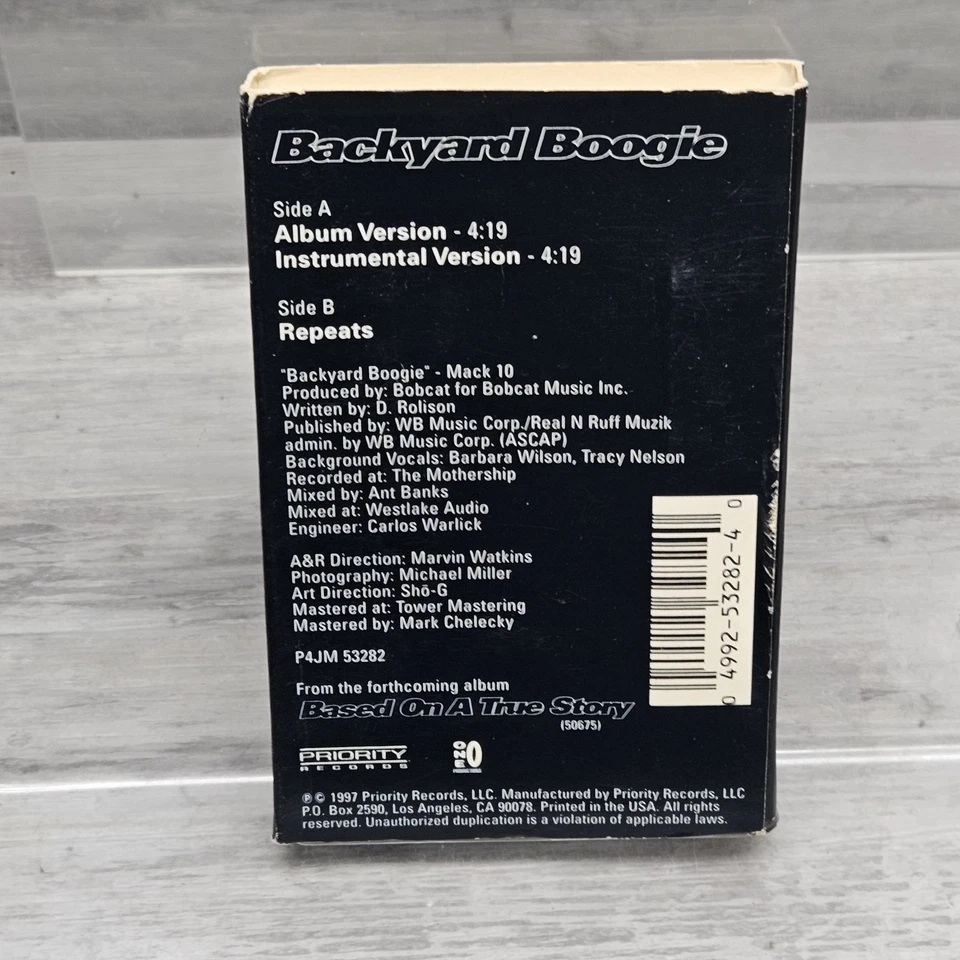 Backyard Boogie
Side A
Album Version - 4:19
Instrumental Version - 4:19
Side B
Repeats
"Backyard Boogie" - Mack 10
Produced by: Bobcat for Bobcat Music Inc.
Written by: D. Rolison
Published by: WB Music Corp./Real N Ruff Muzik
admin. by WB Music Corp. (ASCAP)
Background Vocals: Barbara Wilson, Tracy Nelson
Recorded at: The Mothership
Mixed by: Ant Banks
Mixed at: Westlake Audio
Engineer: Carlos Warlick
A&R Direction: Marvin Watkins
Photography: Michael Miller
Art Direction: Shō-G
Mastered at: Tower Mastering
Mastered by: Mark Chelecky
P4JM 53282
From the forthcoming album
Based On A True Story
(50675)
0 4992-53282-4 0
PRIORITY
RECORDS
ONE 0
℗ © 1997 Priority Records, LLC. Manufactured by Priority Records, LLC
P.O. Box 2590, Los Angeles, CA 90078. Printed in the USA. All rights
reserved. Unauthorized duplication is a violation of applicable laws.